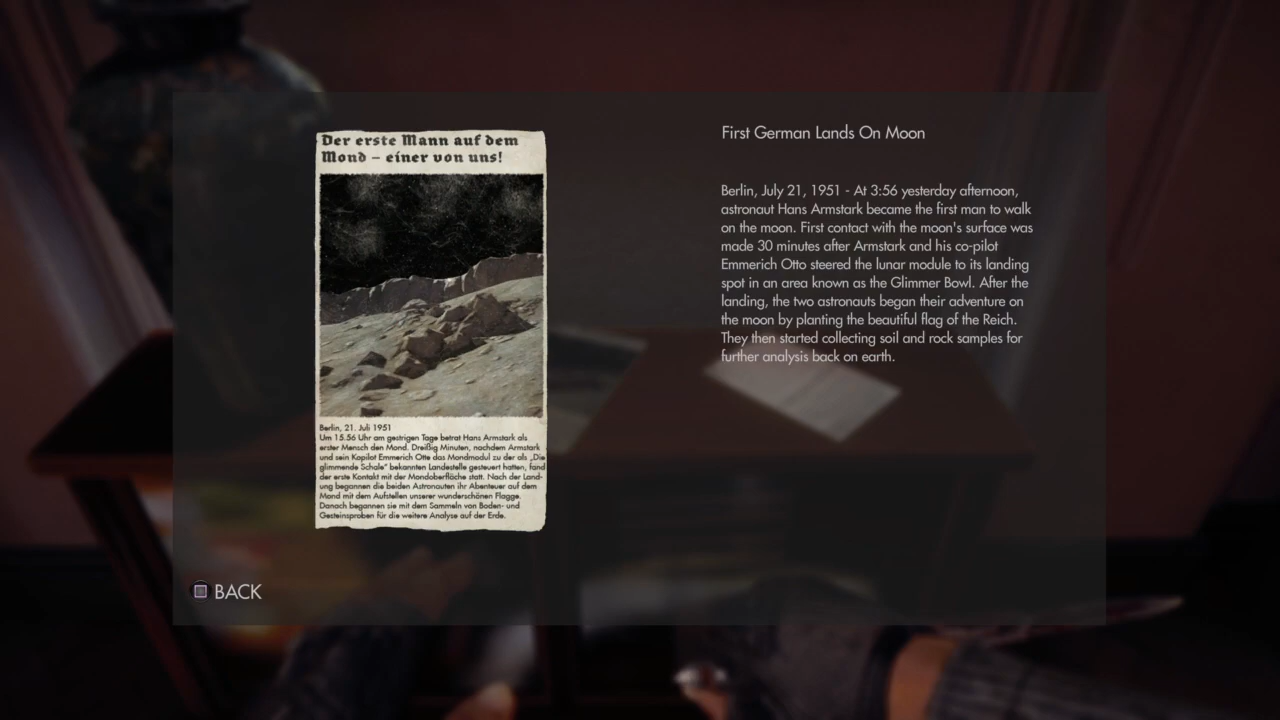 Der erste Mann auf dem
Mond – einer von uns!
Berlin, 21. Juli 1951
Um 15.56 Uhr am gestrigen Tage betrat Hans Armstark als
erster Mensch den Mond. Dreißig Minuten, nachdem Armstark
und sein Kopilot Emmerich Otto das Mondmodul zu der als „Die
glimmende Schale" bekannten Landestelle gesteuert hatten, fand
der erste Kontakt mit der Mondoberfläche statt. Nach der Land-
ung begannen die beiden Astronauten ihr Abenteuer auf dem
Mond mit dem Aufstellen unserer wunderschönen Flagge.
Danach begannen sie mit dem Sammeln von Boden- und
Gesteinsproben für die weitere Analyse auf der Erde.
First German Lands On Moon
Berlin, July 21, 1951 - At 3:56 yesterday afternoon,
astronaut Hans Armstark became the first man to walk
on the moon. First contact with the moon's surface was
made 30 minutes after Armstark and his co-pilot
Emmerich Otto steered the lunar module to its landing
spot in an area known as the Glimmer Bowl. After the
landing, the two astronauts began their adventure on
the moon by planting the beautiful flag of the Reich.
They then started collecting soil and rock samples for
further analysis back on earth.
BACK